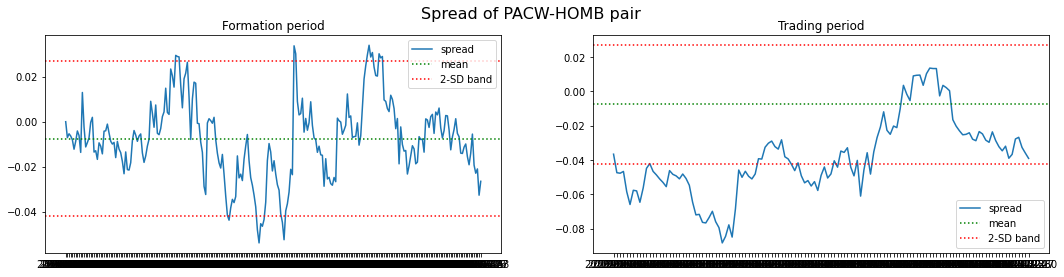 Spread of PACW-HOMB pair
Formation period
spread
mean
2-SD band
0.02
0.00
−0.02
−0.04
Trading period
0.02
0.00
−0.02
−0.04
−0.06
−0.08
spread
mean
2-SD band